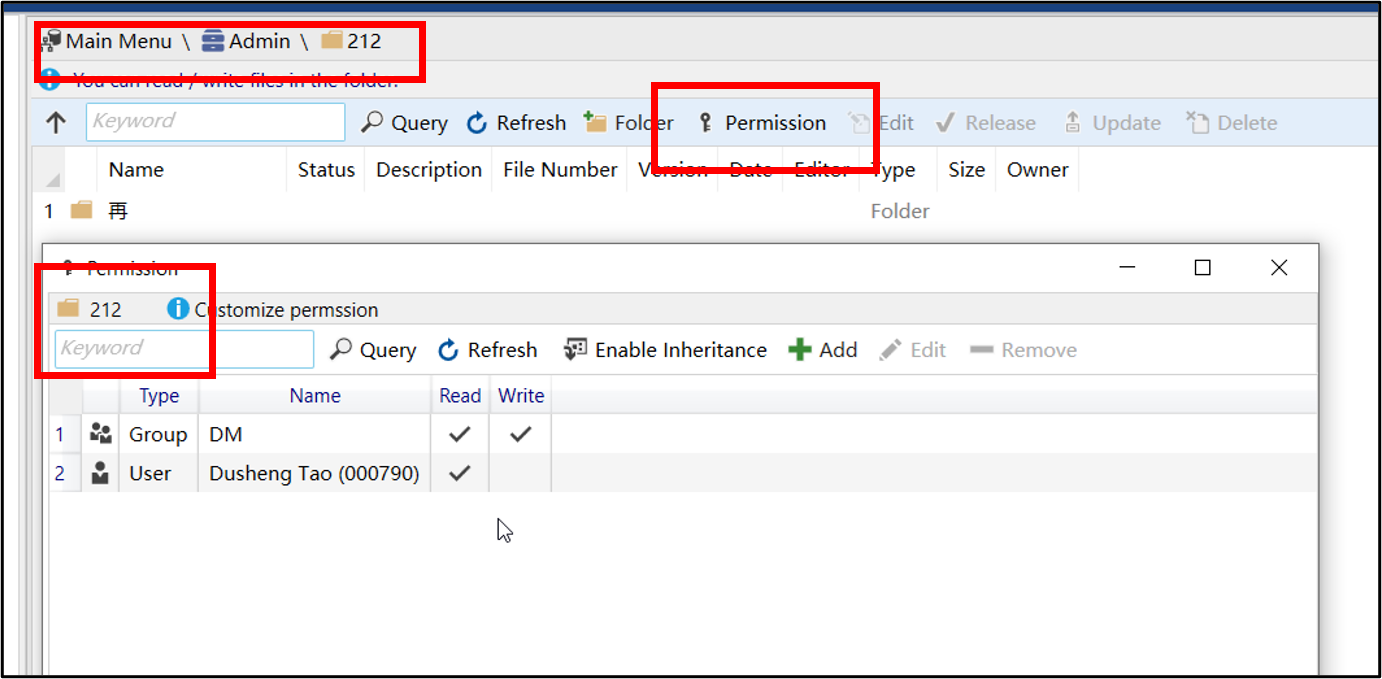 Main Menu \ Admin \ 212
You can read / write files in the folder.
Keyword Query Refresh Folder Permission Edit Release Update Delete
Name Status Description File Number Version Date Editor Type Size Owner
1 再 Folder
Permission
212 Customize permssion
Keyword Query Refresh Enable Inheritance Add Edit Remove
Type Name Read Write
1 Group DM
2 User Dusheng Tao (000790)